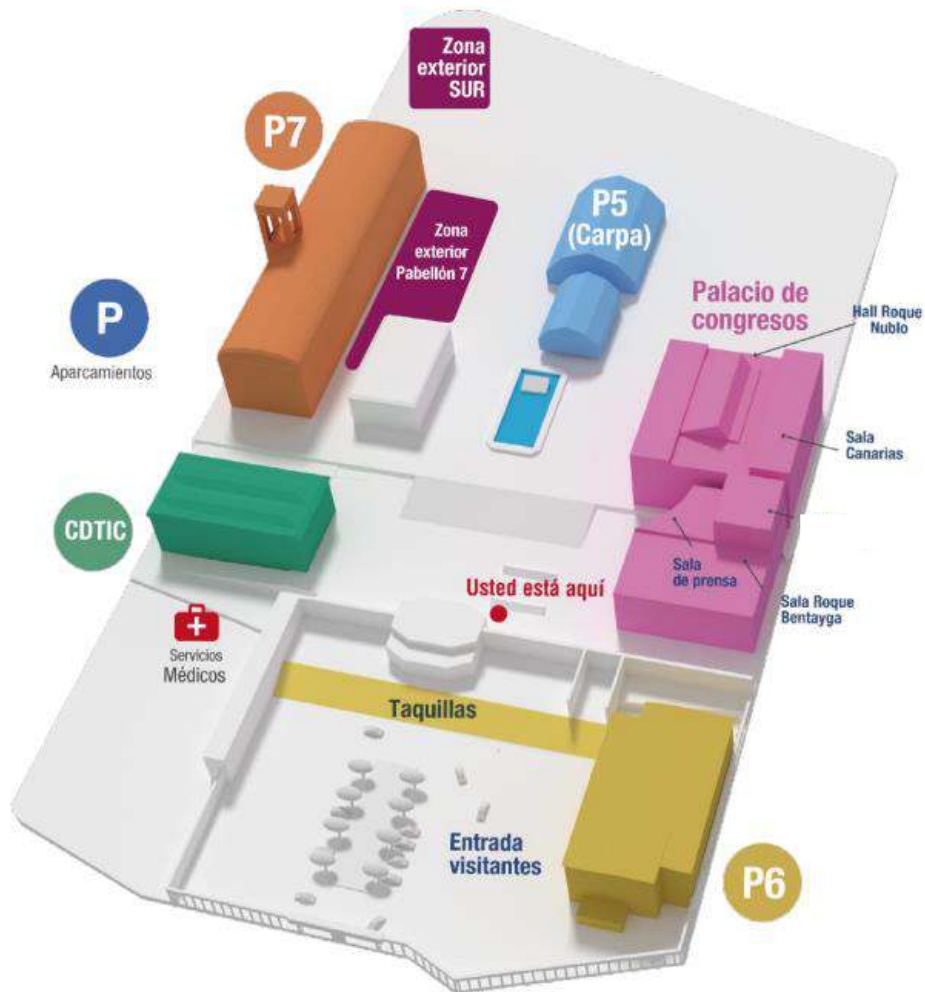 Zona
exterior
SUR
P7
P5
(Carpa)
Zona
exterior
Pabellón 7
Palacio de
congresos
Hall Roque
Nublo
P
Aparcamientos
Sala
Canarias
CDTIC
Sala
de prensa
Usted está aquí
Sala Roque
Bentayga
Servicios
Médicos
Taquillas
Entrada
visitantes
P6